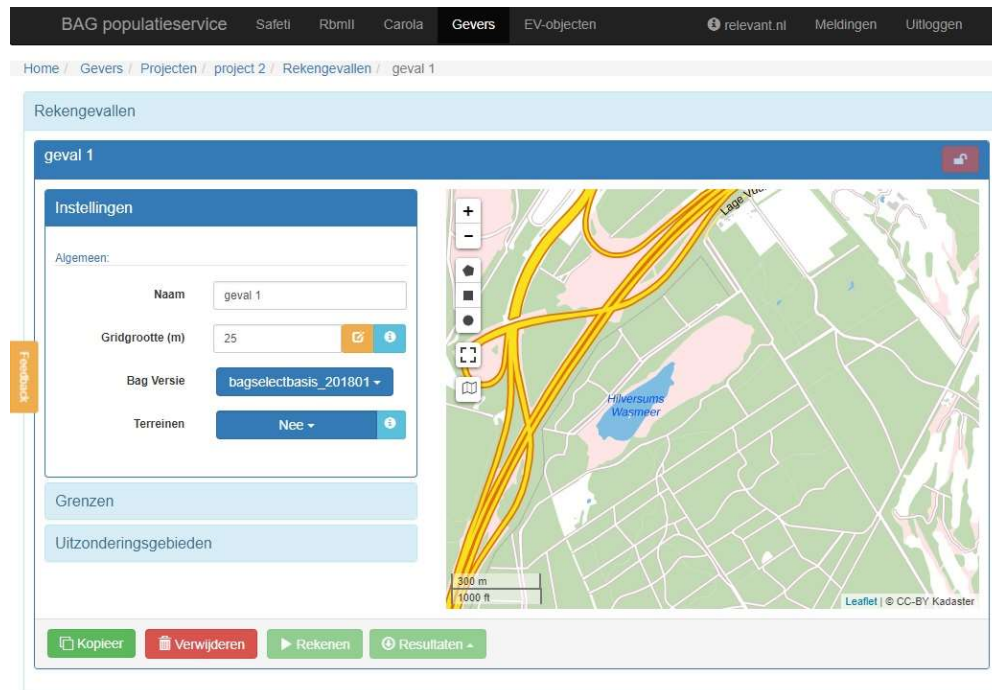 BAG populatieservice Safeti RbmII Carola Gevers EV-objecten relevant.nl Meldingen Uitloggen
Home / Gevers / Projecten / project 2 / Rekengevallen / geval 1
Rekengevallen
geval 1
Instellingen
Algemeen:
Naam geval 1
Gridgrootte (m) 25
Bag Versie bagselectbasis_201801
Terreinen Nee
Grenzen
Uitzonderingsgebieden
Feedback
+
−
Lage
Hilversums
Wasmeer
300 m
1000 ft
Leaflet | © CC-BY Kadaster
Kopieer Verwijderen Rekenen Resultaten